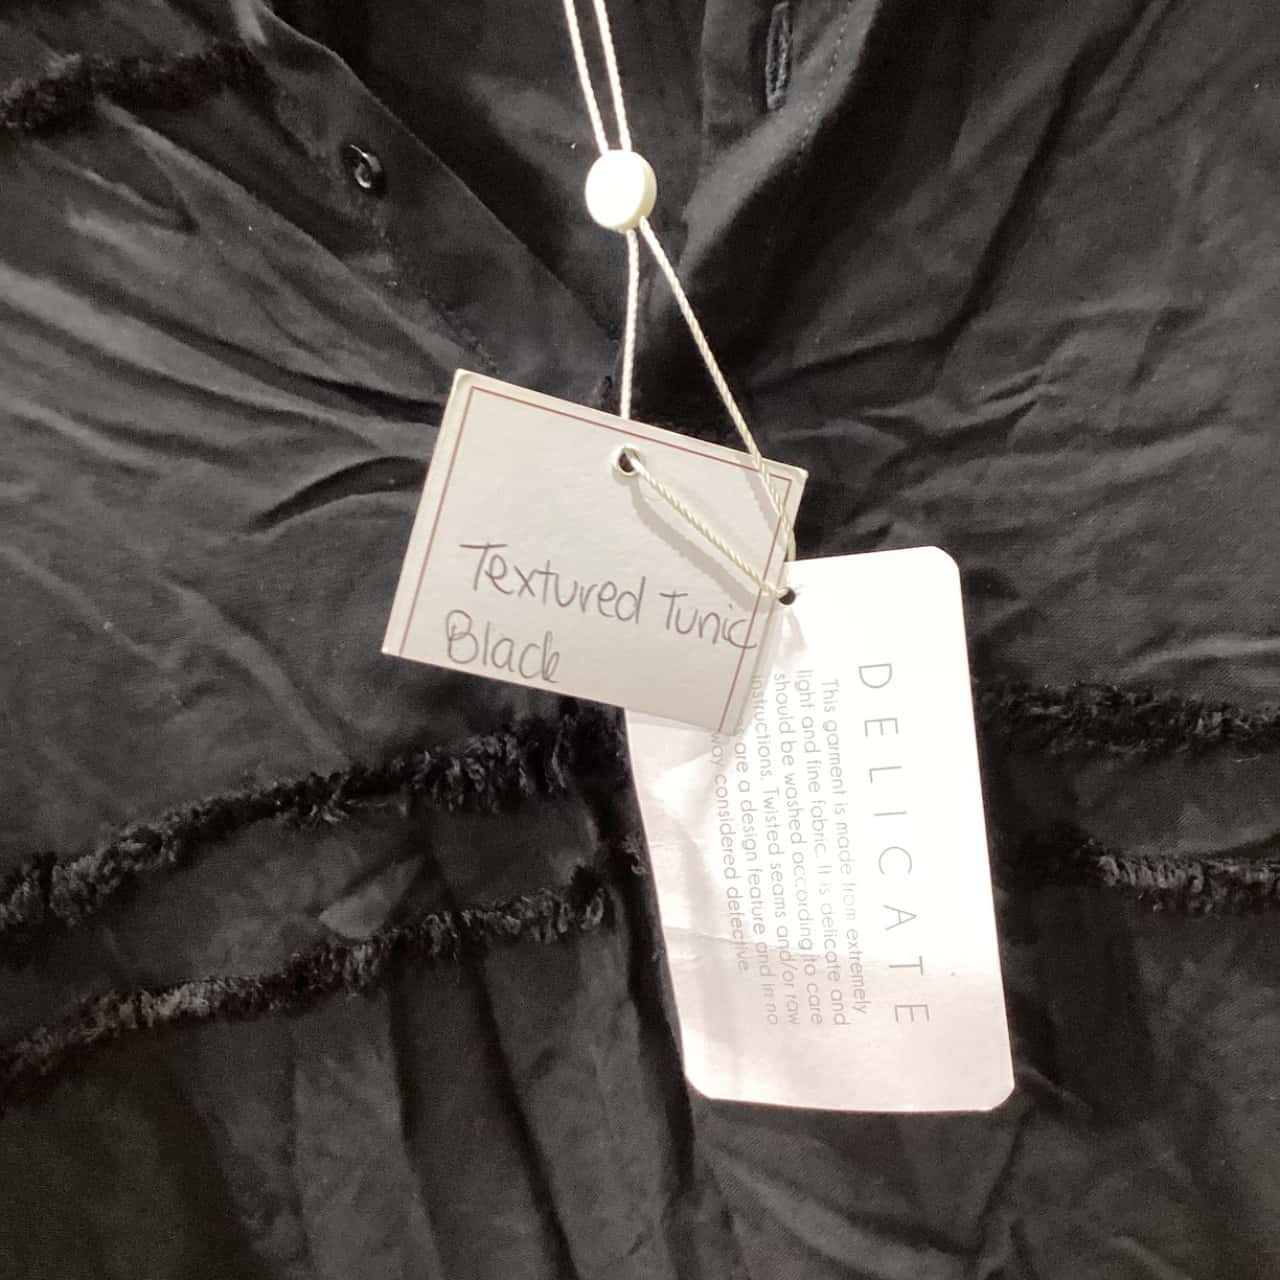 Textured Tunic
Black
DELICATE
This garment is made from extremely
light and fine fabric. It is delicate and
should be washed according to care
instructions. Twisted seams and/or raw
are a design feature and in no
way considered defective.